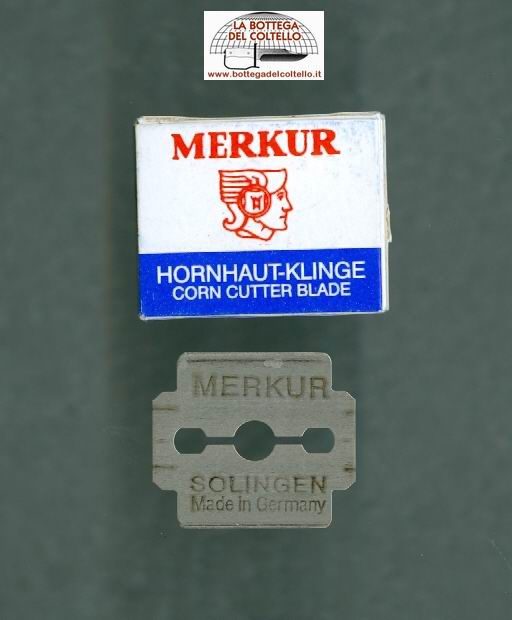 LA BOTTEGA
DEL COLTELLO
www.bottegadelcoltello.it
MERKUR
HORNHAUT-KLINGE
CORN CUTTER BLADE
MERKUR
SOLINGEN
Made in Germany